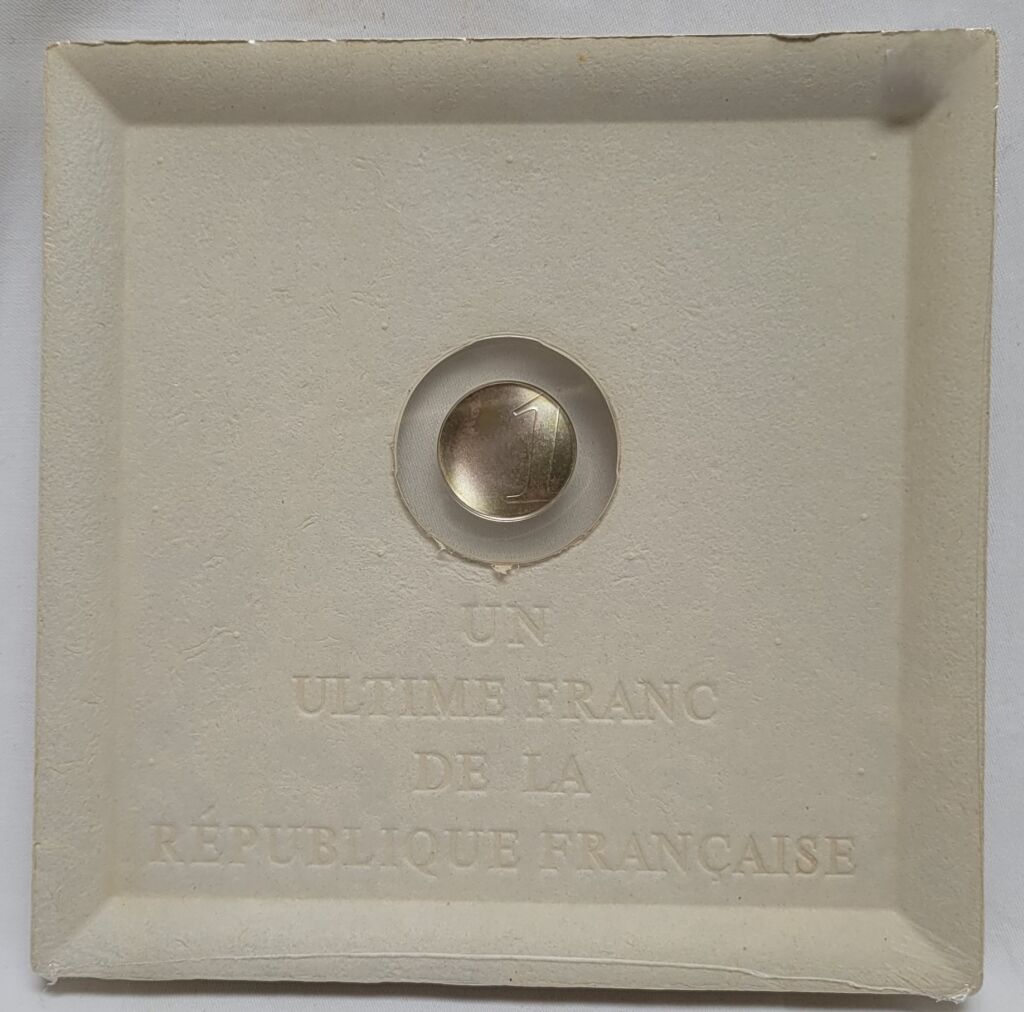 1
UN
ULTIME FRANC
DE LA
RÉPUBLIQUE FRANÇAISE